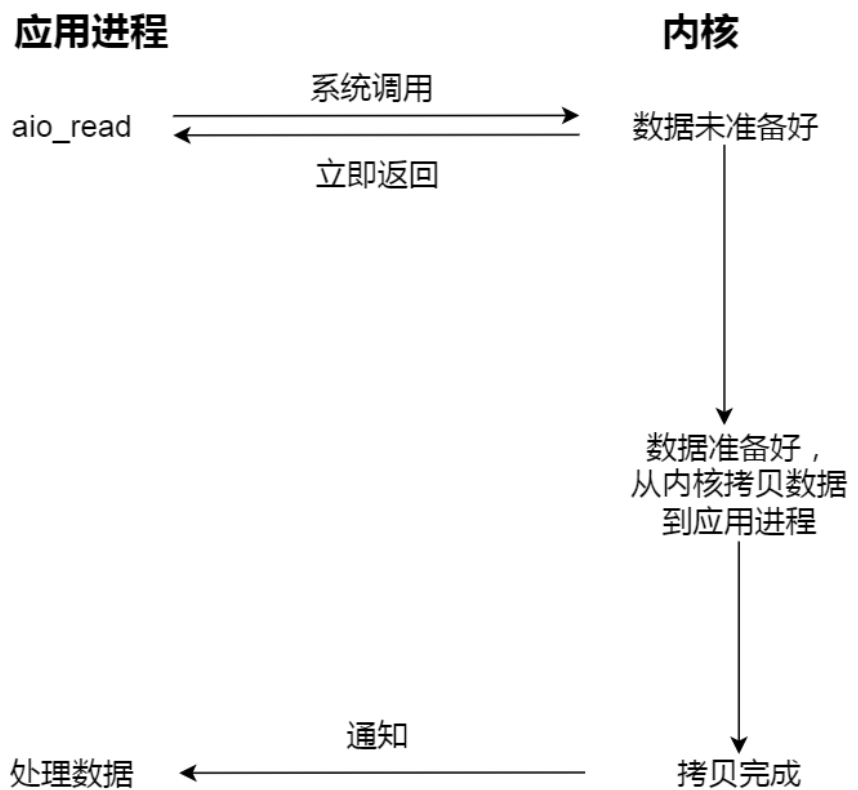 应用进程
内核
系统调用
aio_read
数据未准备好
立即返回
数据准备好，
从内核拷贝数据
到应用进程
通知
处理数据
拷贝完成